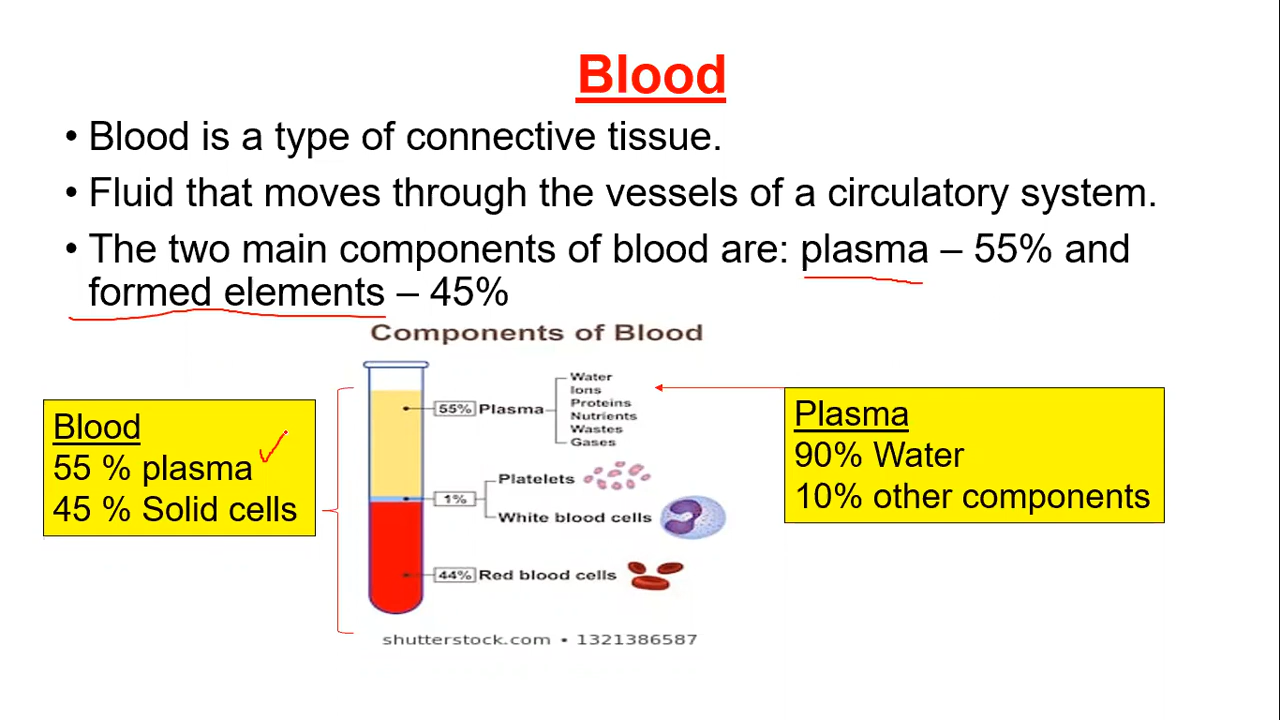 Blood
• Blood is a type of connective tissue.
• Fluid that moves through the vessels of a circulatory system.
• The two main components of blood are: plasma – 55% and
formed elements – 45%
Components of Blood
Water
Ions
Proteins
Nutrients
Wastes
Gases
55% Plasma
Platelets
1%
White blood cells
44% Red blood cells
shutterstock.com • 1321386587
Blood
55 % plasma
45 % Solid cells
Plasma
90% Water
10% other components